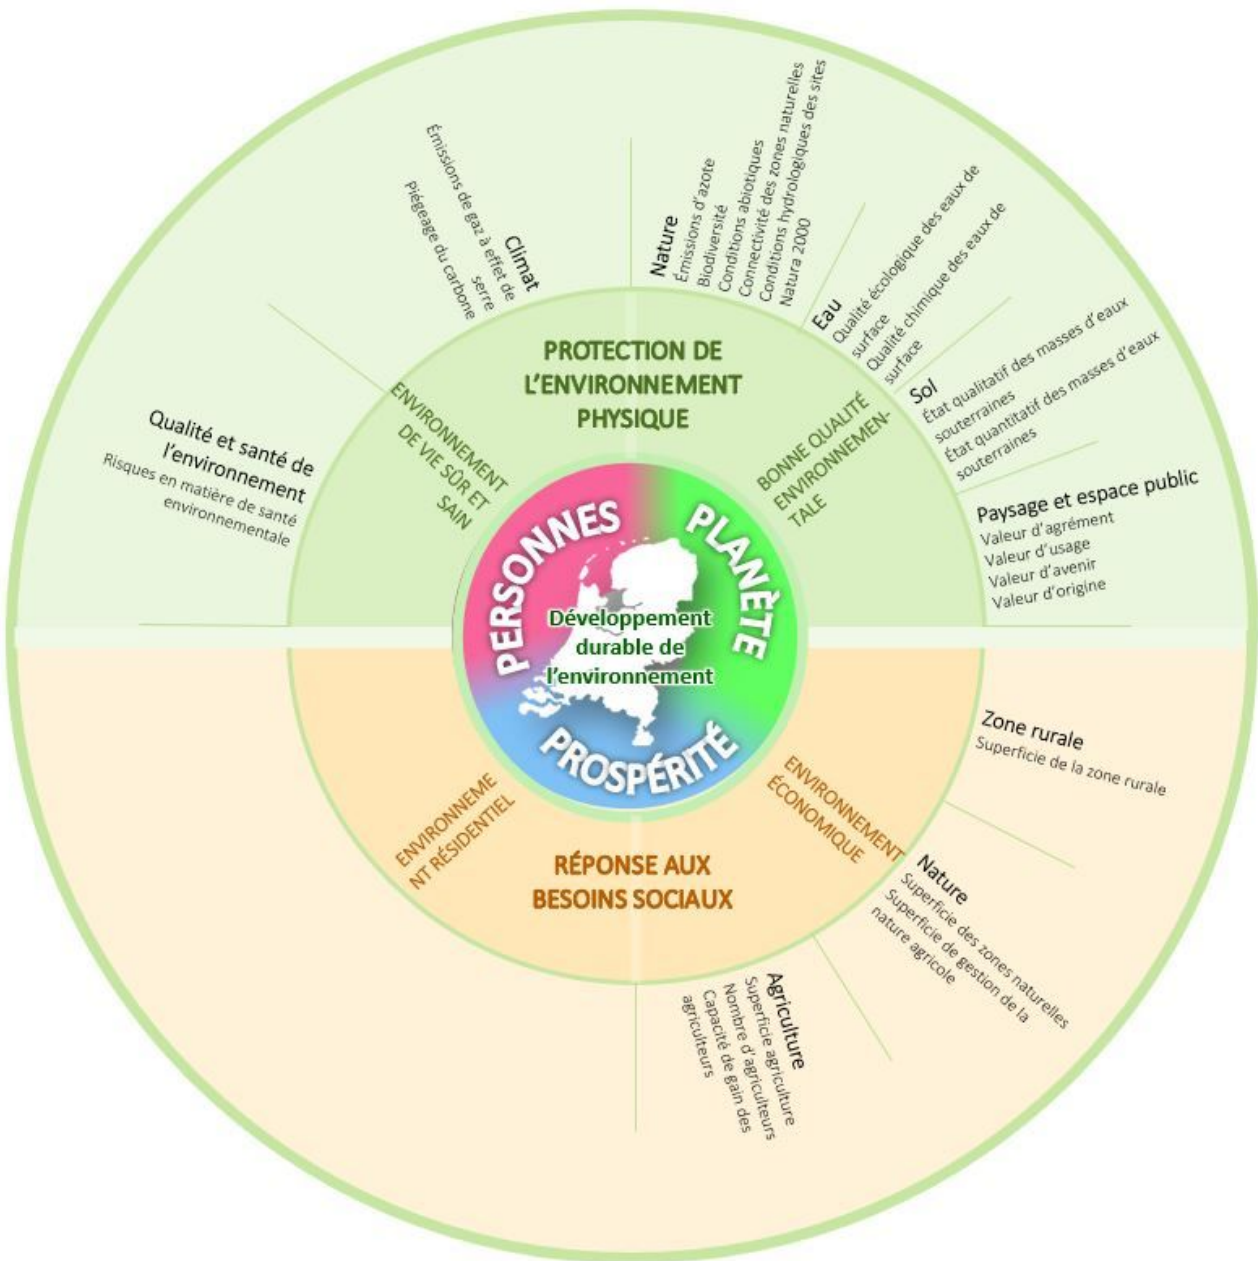 Climat
Émissions de gaz à effet de
serre
Piégeage du carbone
Nature
Émissions d'azote
Biodiversité
Conditions abiotiques
Connectivité des zones naturelles
Conditions hydrologiques des sites
Natura 2000
Eau
Qualité écologique des eaux de
surface
Qualité chimique des eaux de
surface
Sol
État qualitatif des masses d'eaux
souterraines
État quantitatif des masses d'eaux
souterraines
Paysage et espace public
Valeur d'agrément
Valeur d'usage
Valeur d'avenir
Valeur d'origine
Qualité et santé de
l'environnement
Risques en matière de santé
environnementale
PROTECTION DE
L'ENVIRONNEMENT
PHYSIQUE
ENVIRONNEMENT
DE VIE SÛR ET
SAIN
BONNE QUALITÉ
ENVIRONNEMEN-
TALE
PERSONNES
PLANÈTE
PROSPÉRITÉ
Développement
durable de
l'environnement
ENVIRONNEME
NT RÉSIDENTIEL
ENVIRONNEMENT
ÉCONOMIQUE
RÉPONSE AUX
BESOINS SOCIAUX
Zone rurale
Superficie de la zone rurale
Nature
Superficie des zones naturelles
Superficie de gestion de la
nature agricole
Agriculture
Superficie agriculture
Nombre d'agriculteurs
Capacité de gain des
agriculteurs